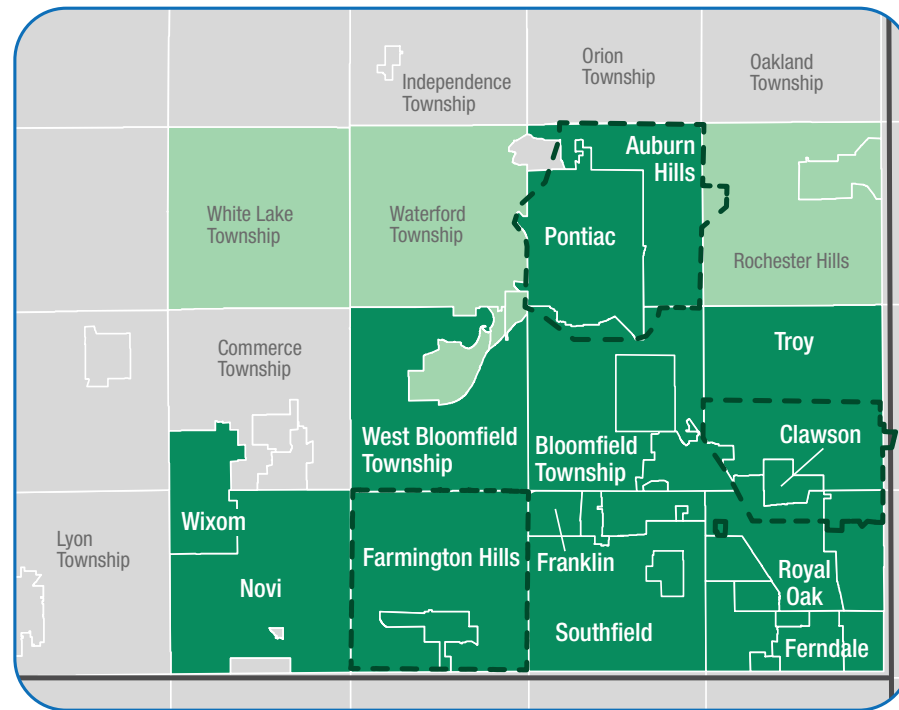 Orion
Township
Oakland
Township
Independence
Township
Auburn
Hills
White Lake
Township
Waterford
Township
Pontiac
Rochester Hills
Commerce
Township
Troy
West Bloomfield
Township
Bloomfield
Township
Clawson
Lyon
Township
Wixom
Farmington Hills
Franklin
Novi
Royal
Oak
Southfield
Ferndale